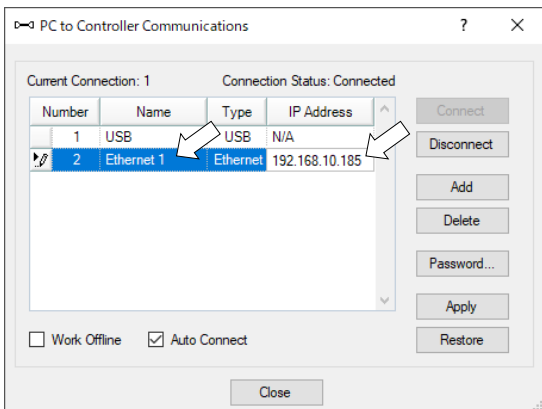 PC to Controller Communications ? ×
Current Connection: 1 Connection Status: Connected
Number Name Type IP Address
1 USB USB N/A
2 Ethernet 1 Ethernet 192.168.10.185
Connect
Disconnect
Add
Delete
Password...
Apply
Restore
Work Offline Auto Connect
Close